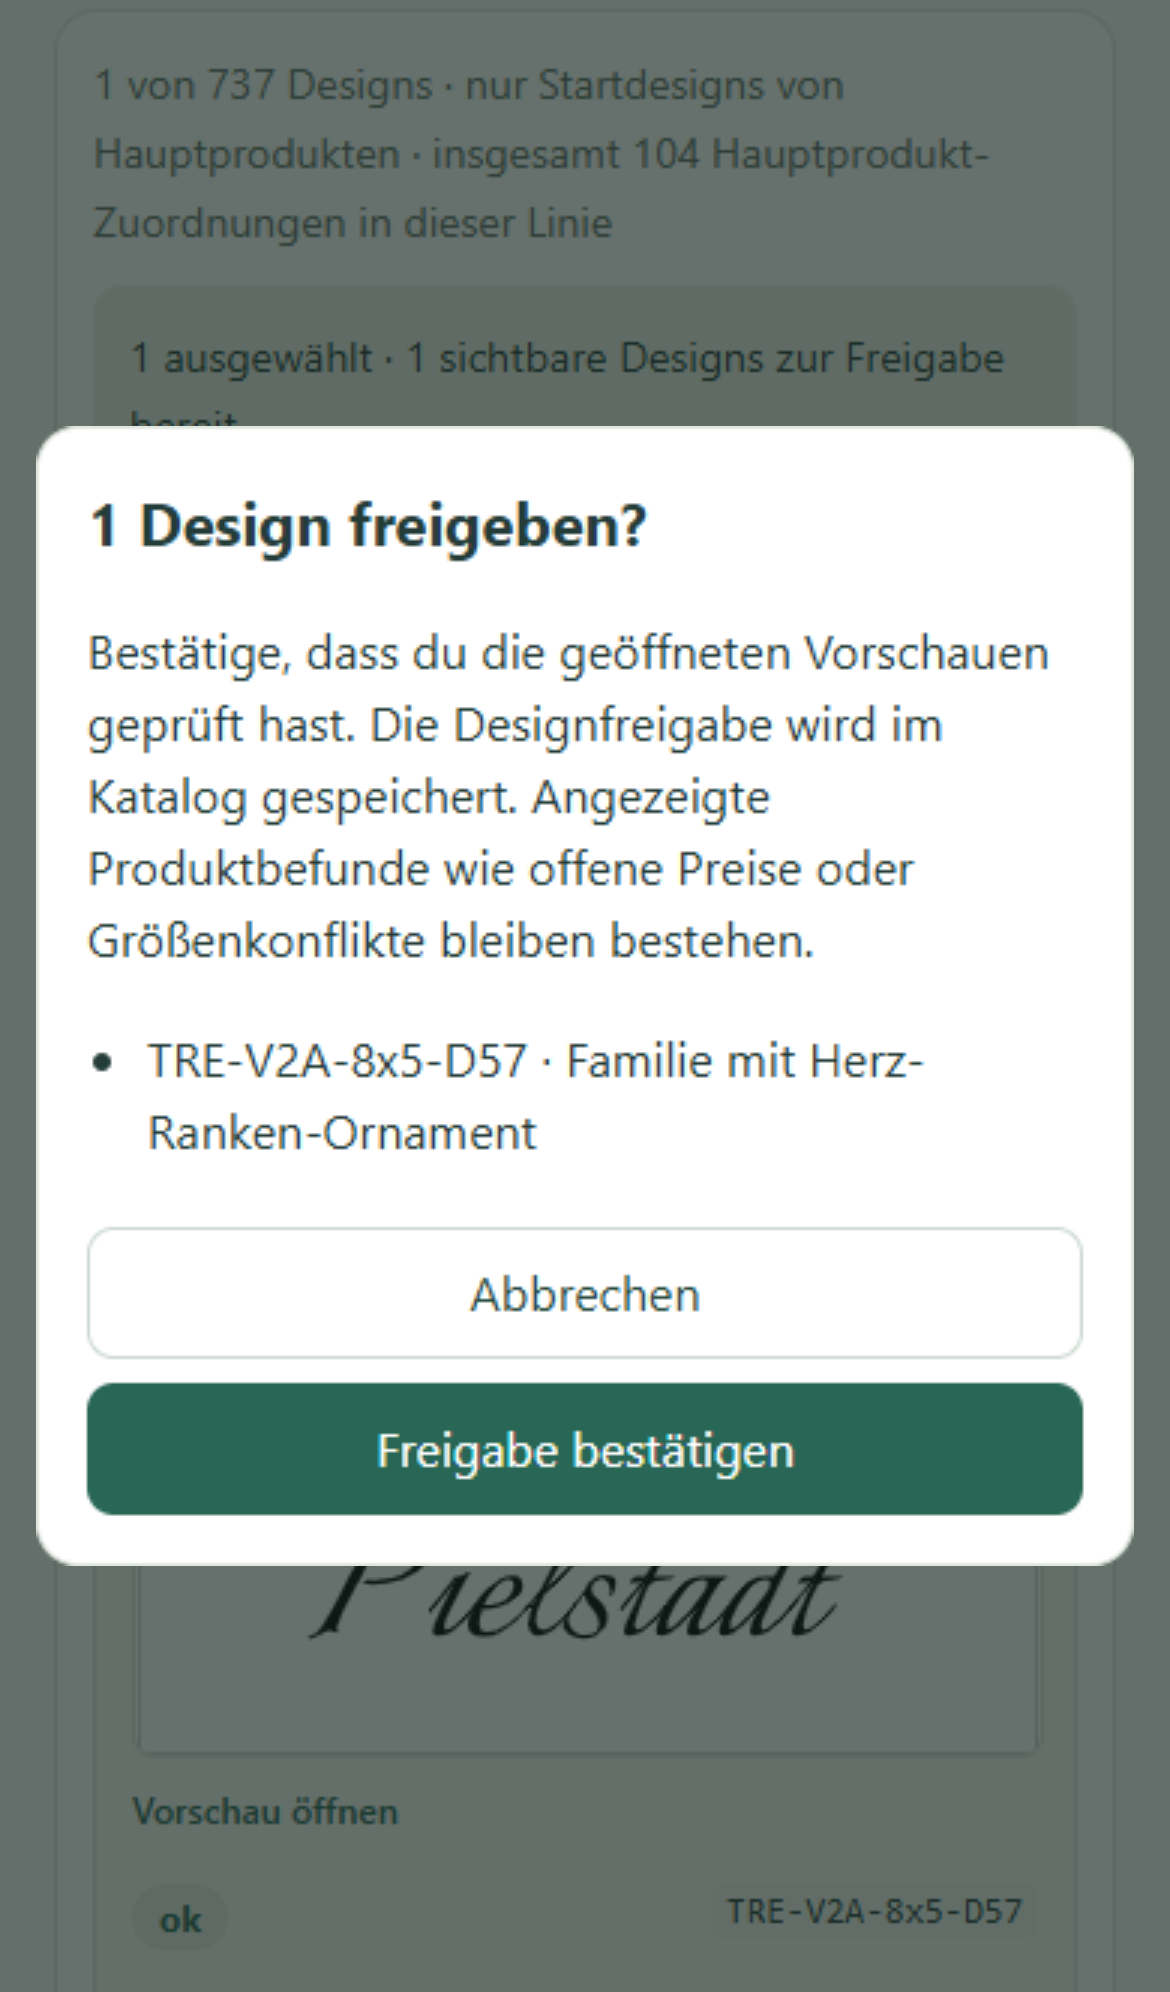 1 von 737 Designs · nur Startdesigns von
Hauptprodukten · insgesamt 104 Hauptprodukt-
Zuordnungen in dieser Linie
1 ausgewählt · 1 sichtbare Designs zur Freigabe
bereit
1 Design freigeben?
Bestätige, dass du die geöffneten Vorschauen
geprüft hast. Die Designfreigabe wird im
Katalog gespeichert. Angezeigte
Produktbefunde wie offene Preise oder
Größenkonflikte bleiben bestehen.
• TRE-V2A-8x5-D57 · Familie mit Herz-
Ranken-Ornament
Abbrechen
Freigabe bestätigen
Pielstadt
Vorschau öffnen
ok
TRE-V2A-8x5-D57